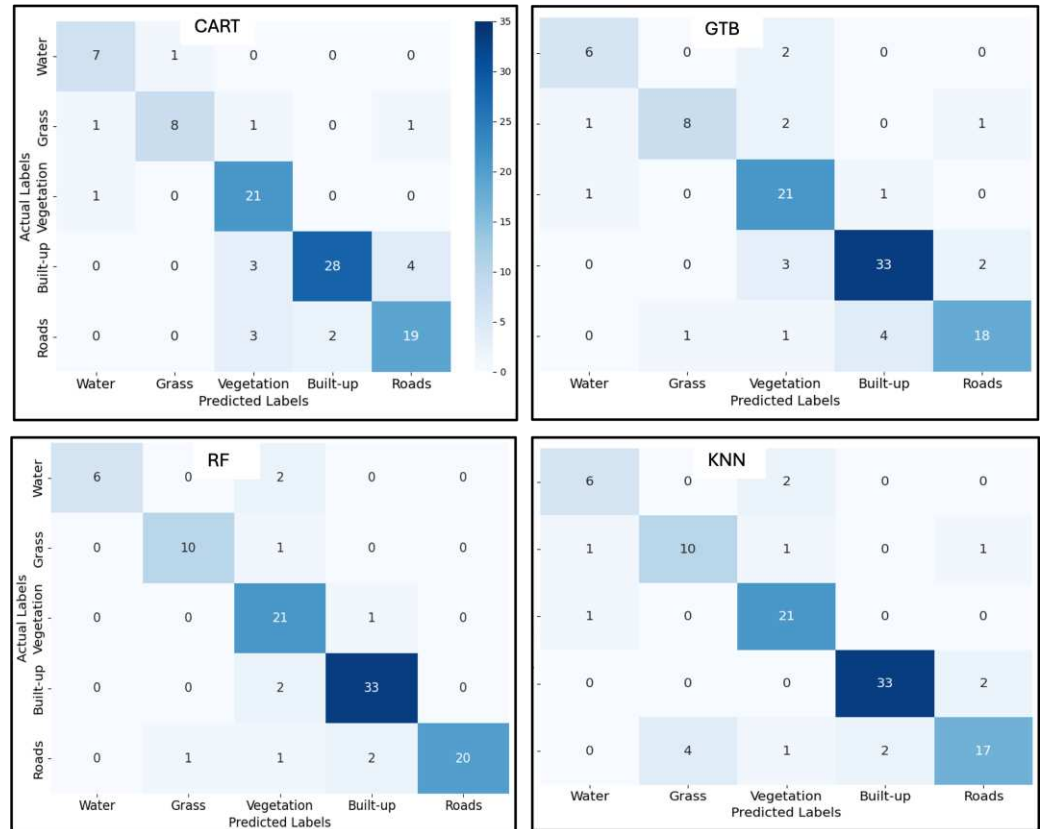 CART
Actual Labels
Water 7 1 0 0 0
Grass 1 8 1 0 1
Vegetation 1 0 21 0 0
Built-up 0 0 3 28 4
Roads 0 0 3 2 19
Water Grass Vegetation Built-up Roads
Predicted Labels
35
30
25
20
15
10
5
0
GTB
6 0 2 0 0
1 8 2 0 1
1 0 21 1 0
0 0 3 33 2
0 1 1 4 18
Water Grass Vegetation Built-up Roads
Predicted Labels
RF
Actual Labels
Water 6 0 2 0 0
Grass 0 10 1 0 0
Vegetation 0 0 21 1 0
Built-up 0 0 2 33 0
Roads 0 1 1 2 20
Water Grass Vegetation Built-up Roads
Predicted Labels
KNN
6 0 2 0 0
1 10 1 0 1
1 0 21 0 0
0 0 0 33 2
0 4 1 2 17
Water Grass Vegetation Built-up Roads
Predicted Labels